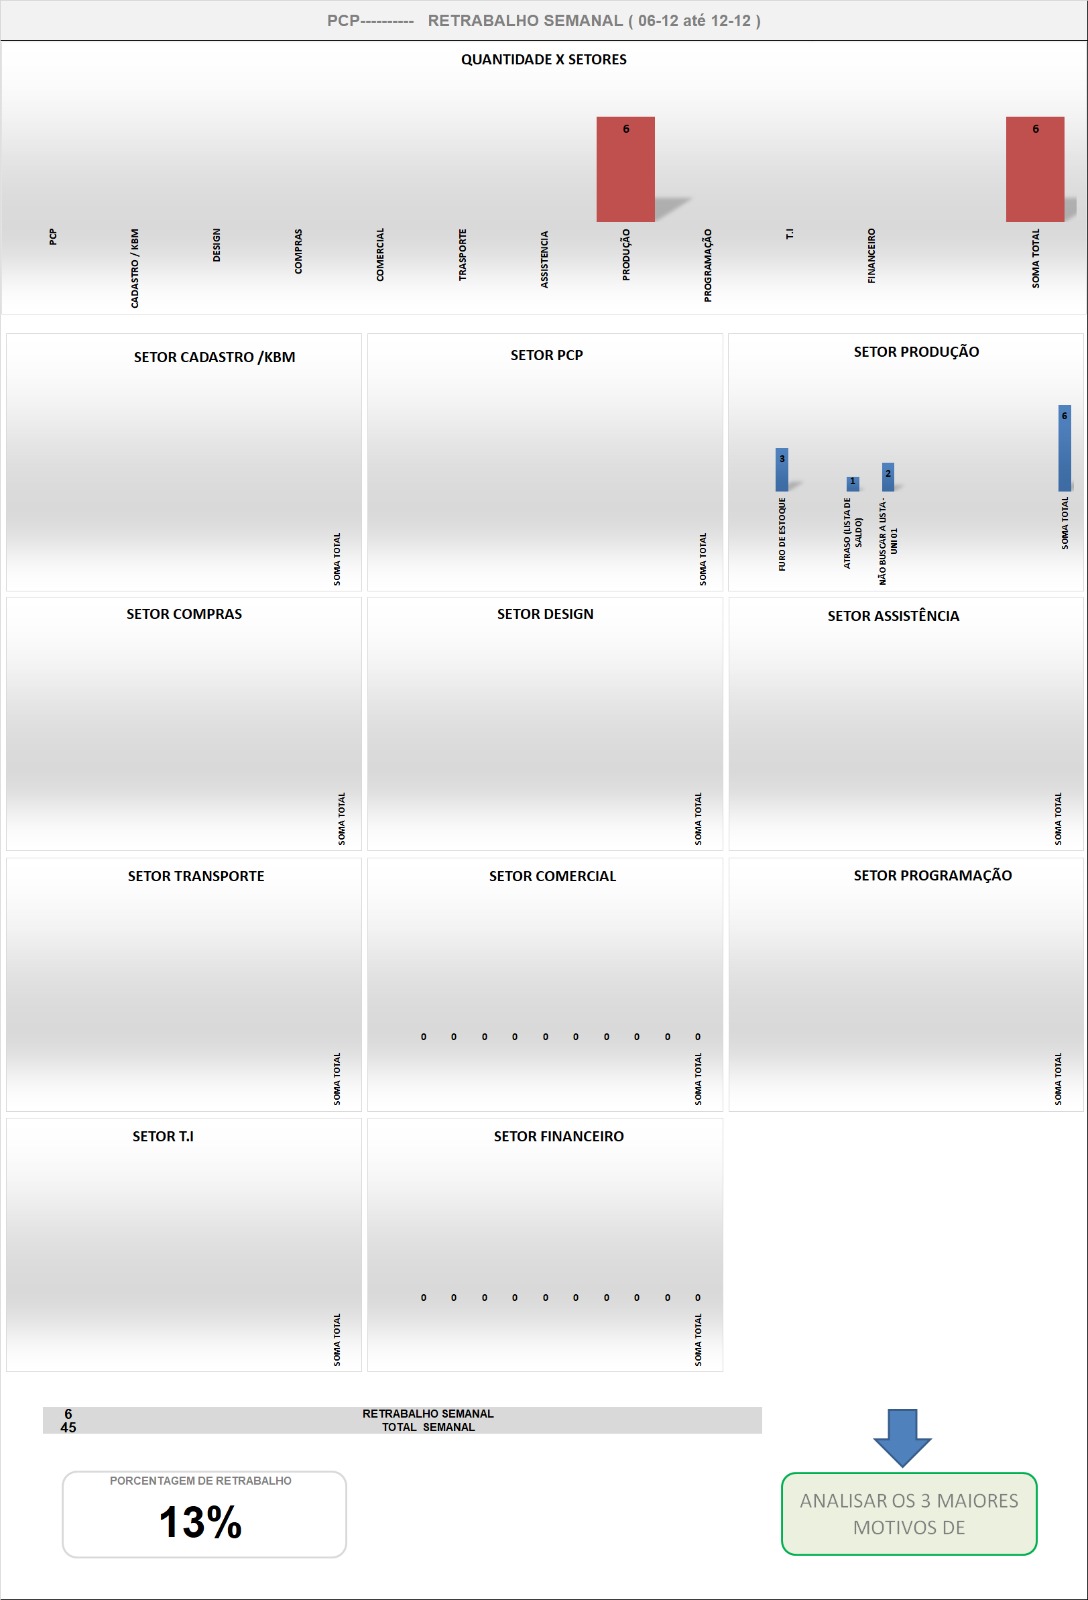 PCP---------- RETRABALHO SEMANAL ( 06-12 até 12-12 )
QUANTIDADE X SETORES
6
6
PCP
CADASTRO / KBM
DESIGN
COMPRAS
COMERCIAL
TRASPORTE
ASSISTENCIA
PRODUÇÃO
PROGRAMAÇÃO
T.I
FINANCEIRO
SOMA TOTAL
SETOR CADASTRO /KBM
SOMA TOTAL
SETOR PCP
SOMA TOTAL
SETOR PRODUÇÃO
3
1
2
6
FURO DE ESTOQUE
ATRASO (LISTA DE
SALDO)
NÃO BUSCAR A LISTA -
UNI 01
SOMA TOTAL
SETOR COMPRAS
SOMA TOTAL
SETOR DESIGN
SOMA TOTAL
SETOR ASSISTÊNCIA
SOMA TOTAL
SETOR TRANSPORTE
SOMA TOTAL
SETOR COMERCIAL
0 0 0 0 0 0 0 0 0 0
SOMA TOTAL
SETOR PROGRAMAÇÃO
SOMA TOTAL
SETOR T.I
SOMA TOTAL
SETOR FINANCEIRO
0 0 0 0 0 0 0 0 0 0
SOMA TOTAL
6 RETRABALHO SEMANAL
45 TOTAL SEMANAL
PORCENTAGEM DE RETRABALHO
13%
ANALISAR OS 3 MAIORES
MOTIVOS DE